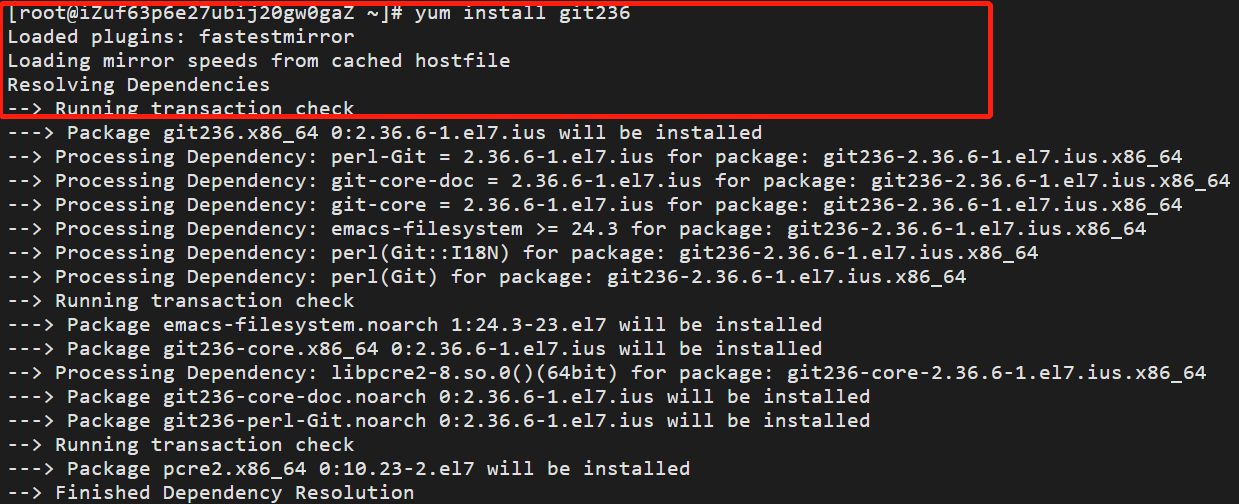 [root@iZuf63p6e27ubij20gw0gaZ ~]# yum install git236
Loaded plugins: fastestmirror
Loading mirror speeds from cached hostfile
Resolving Dependencies
--> Running transaction check
---> Package git236.x86_64 0:2.36.6-1.el7.ius will be installed
--> Processing Dependency: perl-Git = 2.36.6-1.el7.ius for package: git236-2.36.6-1.el7.ius.x86_64
--> Processing Dependency: git-core-doc = 2.36.6-1.el7.ius for package: git236-2.36.6-1.el7.ius.x86_64
--> Processing Dependency: git-core = 2.36.6-1.el7.ius for package: git236-2.36.6-1.el7.ius.x86_64
--> Processing Dependency: emacs-filesystem >= 24.3 for package: git236-2.36.6-1.el7.ius.x86_64
--> Processing Dependency: perl(Git::I18N) for package: git236-2.36.6-1.el7.ius.x86_64
--> Processing Dependency: perl(Git) for package: git236-2.36.6-1.el7.ius.x86_64
--> Running transaction check
---> Package emacs-filesystem.noarch 1:24.3-23.el7 will be installed
---> Package git236-core.x86_64 0:2.36.6-1.el7.ius will be installed
--> Processing Dependency: libpcre2-8.so.0()(64bit) for package: git236-core-2.36.6-1.el7.ius.x86_64
---> Package git236-core-doc.noarch 0:2.36.6-1.el7.ius will be installed
---> Package git236-perl-Git.noarch 0:2.36.6-1.el7.ius will be installed
--> Running transaction check
---> Package pcre2.x86_64 0:10.23-2.el7 will be installed
--> Finished Dependency Resolution